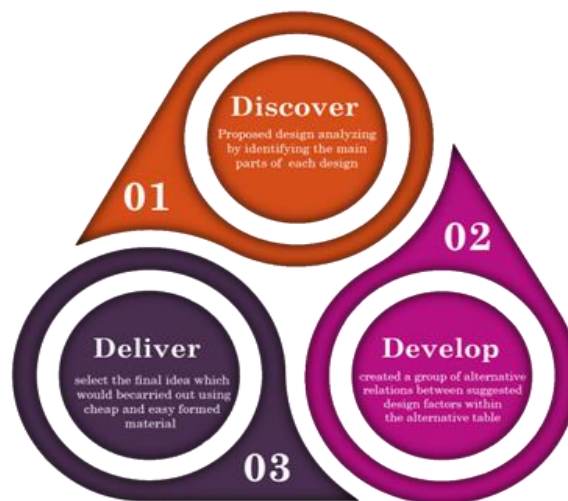 Discover
Proposed design analyzing
by identifying the main
parts of each design
01
02
Develop
created a group of alternative
relations between suggested
design factors within
the alternative table
Deliver
select the final idea which
would becarried out using
cheap and easy formed
material
03